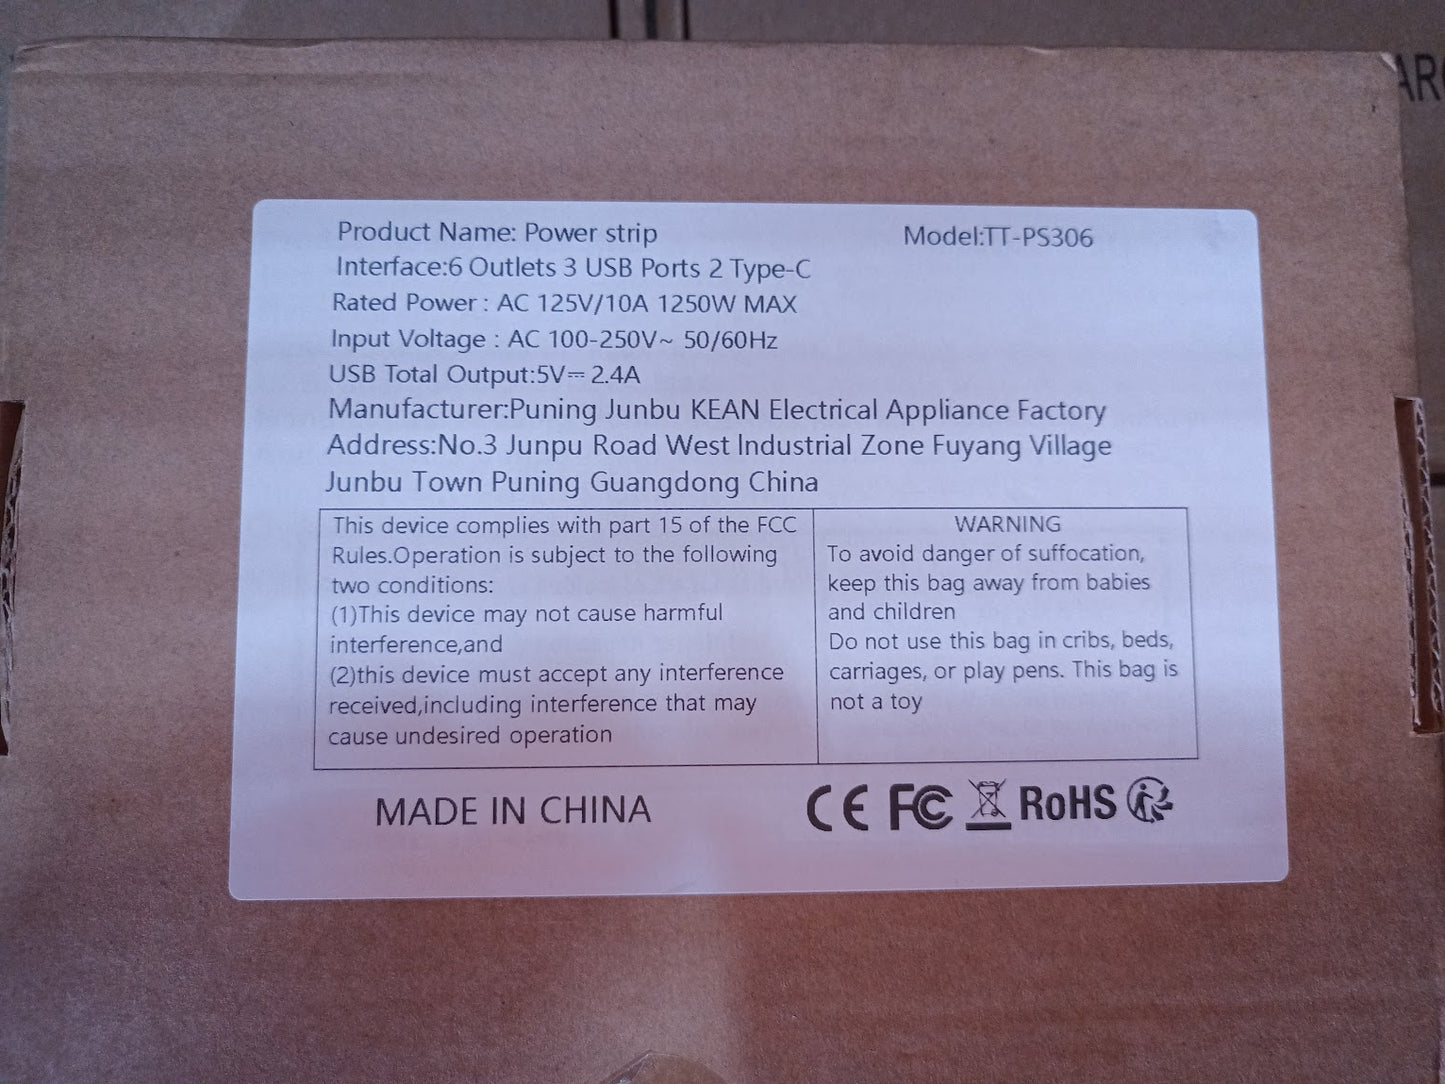 Product Name: Power strip
Model:TT-PS306
Interface:6 Outlets 3 USB Ports 2 Type-C
Rated Power : AC 125V/10A 1250W MAX
Input Voltage : AC 100-250V~ 50/60Hz
USB Total Output:5V⎓ 2.4A
Manufacturer:Puning Junbu KEAN Electrical Appliance Factory
Address:No.3 Junpu Road West Industrial Zone Fuyang Village
Junbu Town Puning Guangdong China
This device complies with part 15 of the FCC
Rules.Operation is subject to the following
two conditions:
(1)This device may not cause harmful
interference,and
(2)this device must accept any interference
received,including interference that may
cause undesired operation
WARNING
To avoid danger of suffocation,
keep this bag away from babies
and children
Do not use this bag in cribs, beds,
carriages, or play pens. This bag is
not a toy
MADE IN CHINA
CE FC RoHS